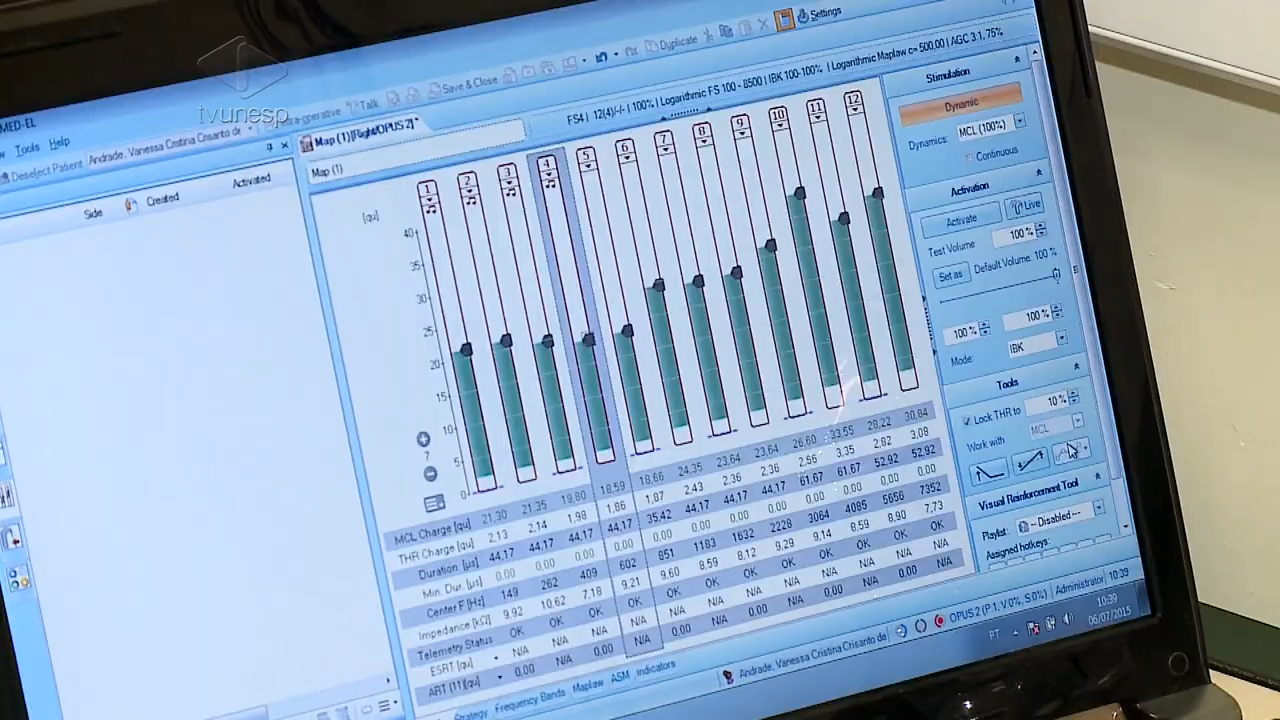 tvunesp
MED-EL
Tools Help
Deselect Patient Andrade, Vanessa Cristina Crisanto de
Side Created Activated
Talk Save & Close Duplicate Settings
Map (1)[Right/OPUS 2]*
FS4 | 12(4)/-/- | 100% | Logarithmic FS 100 - 8500 | IBK 100-100% | Logarithmic Maplaw c= 500,00 | AGC 3:1, 75%
Map (1)
[qu]
1 2 3 4 5 6 7 8 9 10 11 12
40
35
30
25
20
15
10
5
0
7
MCL Charge [qu] 21,30 21,35 19,80 18,59 18,66 24,35 23,64 23,64 26,60 33,55 28,22 30,84
THR Charge [qu] 2,13 2,14 1,98 1,86 1,87 2,43 2,36 2,36 2,56 3,35 2,82 3,08
Duration [µs] 44,17 44,17 44,17 44,17 35,42 44,17 44,17 44,17 61,67 61,67 52,92 52,92
Min. Dur. [µs] 0,00 0,00 0,00 0,00 0,00 0,00 0,00 0,00 0,00 0,00 0,00
Center F [Hz] 149 262 409 602 851 1183 1632 2228 3064 4085 5656 7352
Impedance [kΩ] 9,92 10,62 7,18 9,21 9,60 8,59 8,12 9,29 9,14 8,59 8,90 7,73
Telemetry Status OK OK OK OK OK OK OK OK OK OK OK OK
ESRT [qu] N/A N/A N/A N/A N/A N/A N/A N/A N/A N/A N/A
ART (11)[qu] 0,00 N/A 0,00 N/A 0,00 N/A 0,00 N/A 0,00 N/A 0,00 N/A
Strategy Frequency Bands Maplaw ASM Indicators
Stimulation
Dynamic
Dynamics: MCL (100%)
Continuous
Activation
Activate Live
Test Volume: 100 %
Set as Default Volume: 100 %
100 % 100 %
Mode: IBK
Tools
Lock THR to 10 %
Work with MCL
Visual Reinforcement Tool
Playlist: -- Disabled --
Assigned hotkeys:
Andrade, Vanessa Cristina Crisanto de OPUS 2 (P 1, V:0%, S:0%) Administrator 10:39
PT 10:39
06/07/2015